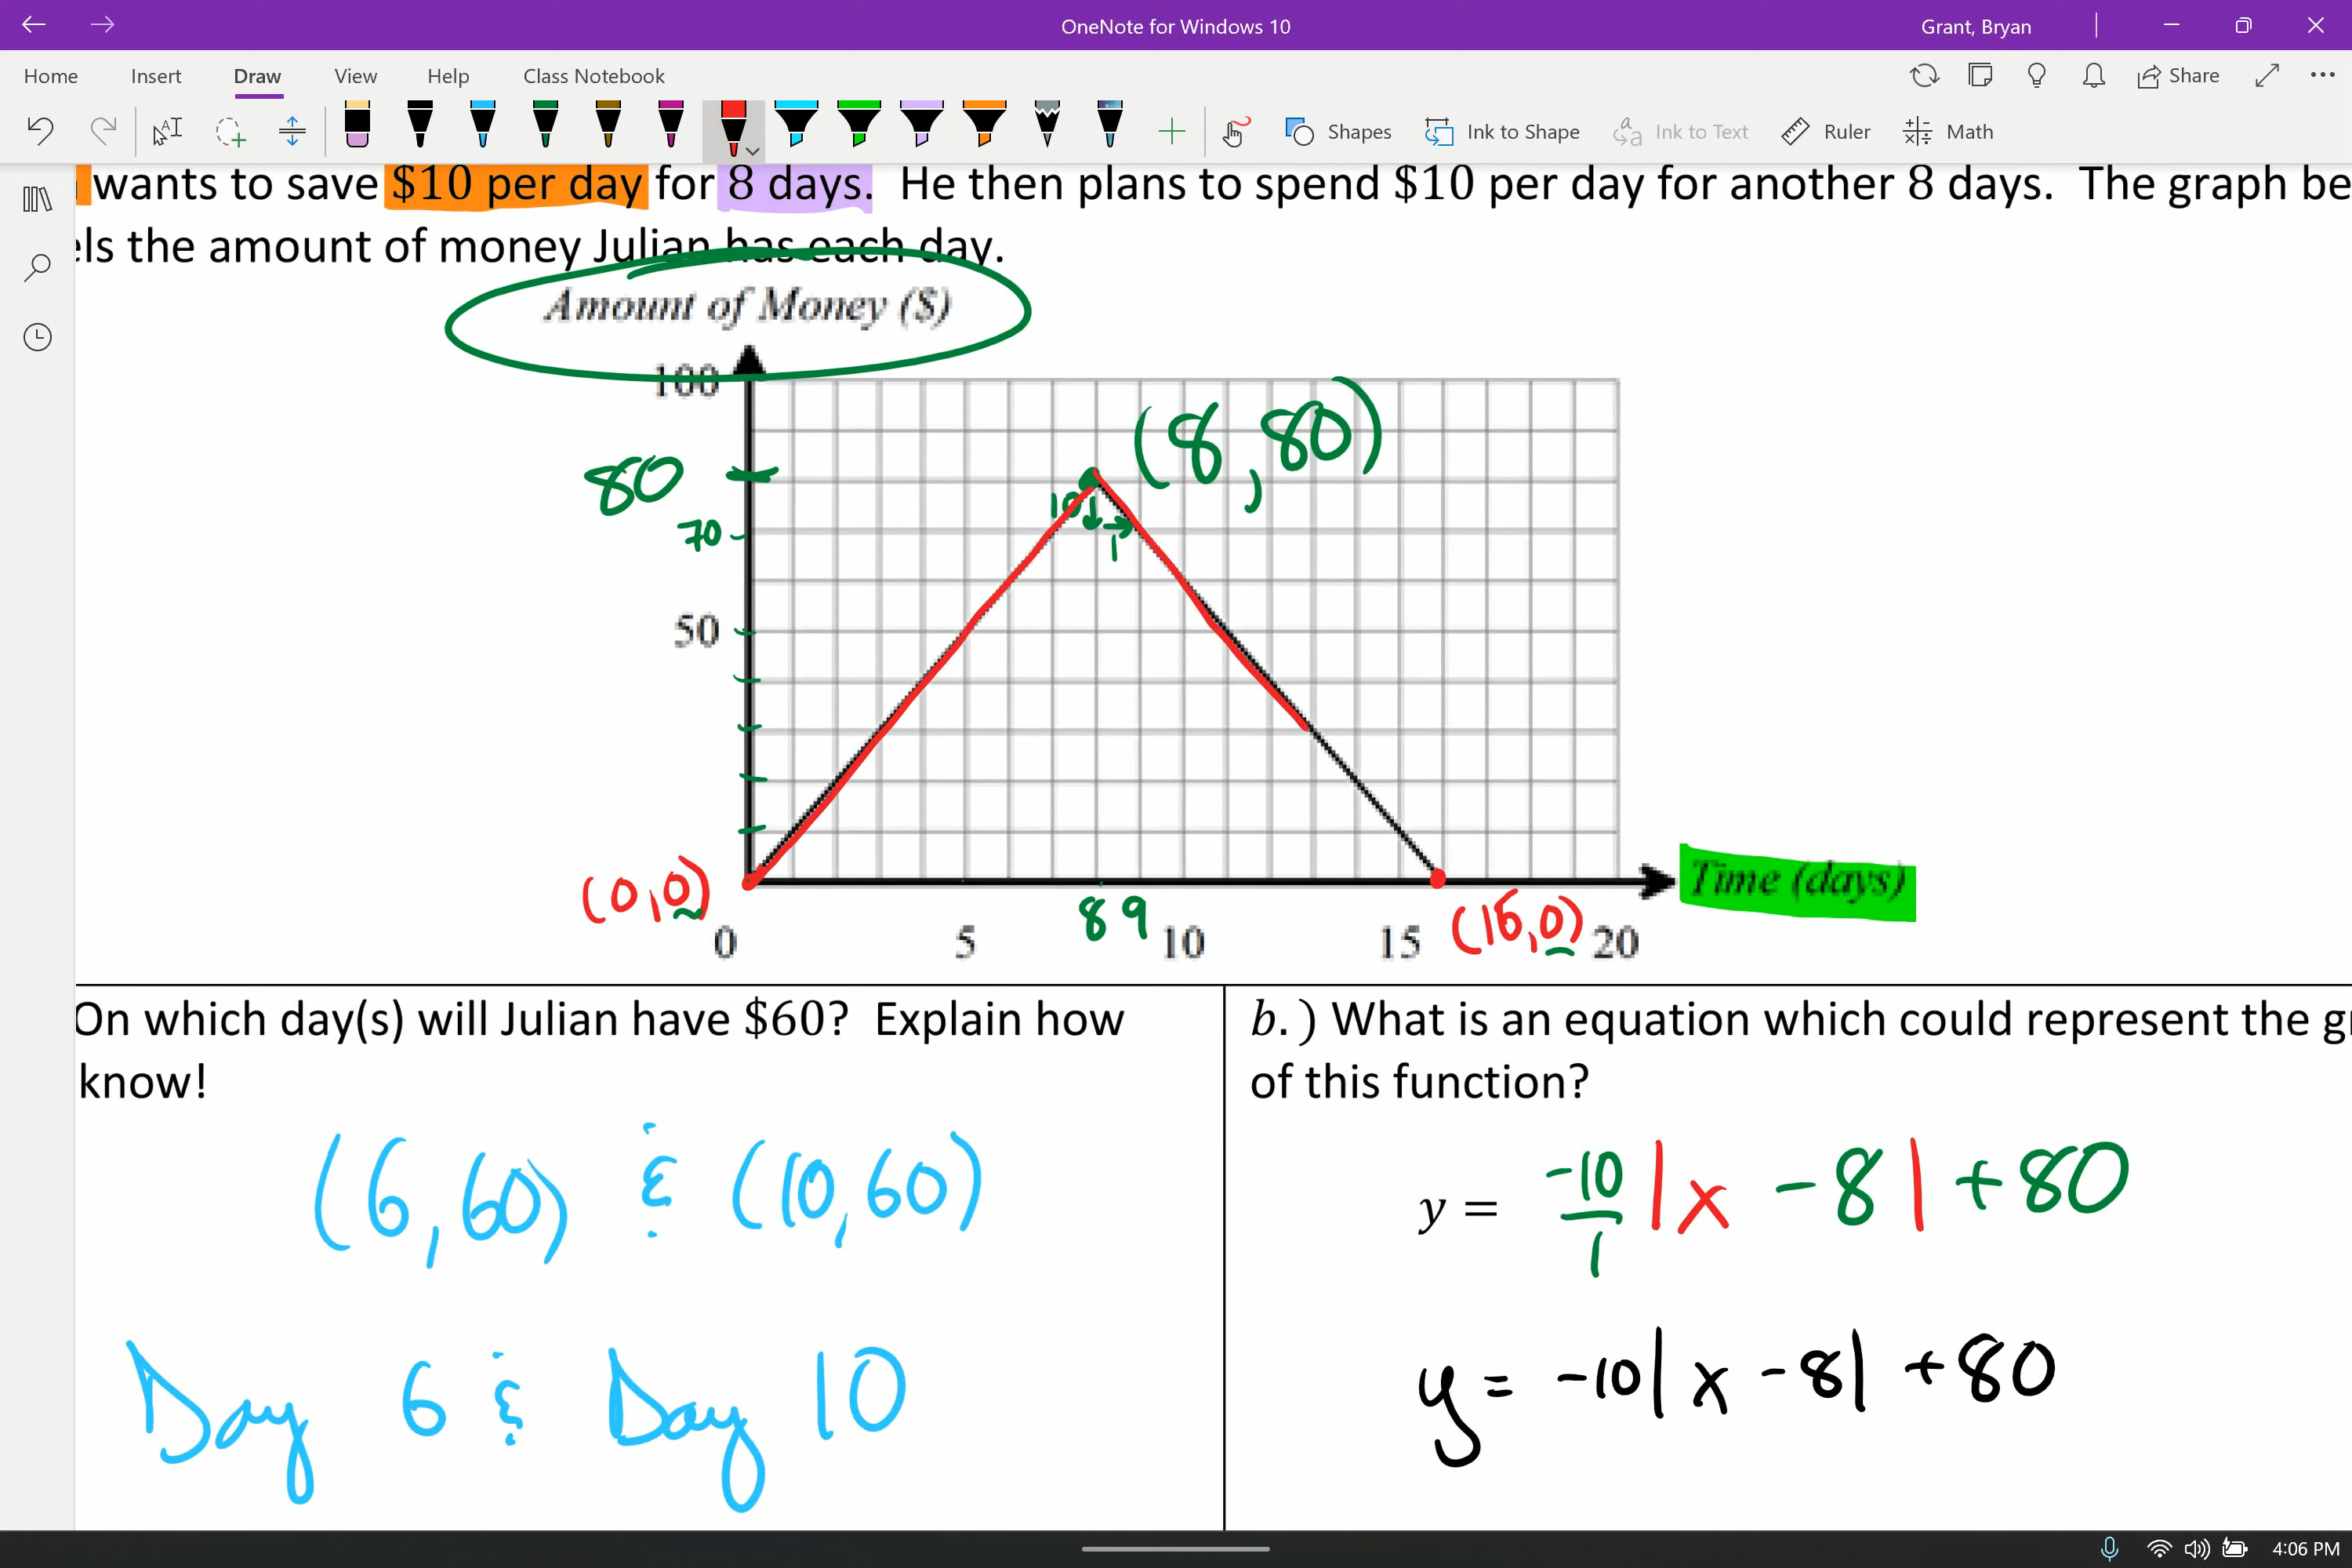 OneNote for Windows 10
Grant, Bryan
Home Insert Draw View Help Class Notebook
Share
Shapes Ink to Shape Ink to Text Ruler Math
wants to save $10 per day for 8 days. He then plans to spend $10 per day for another 8 days. The graph be
els the amount of money Julian has each day.
Amount of Money ($)
100
(8,80)
80
10
70
1
50
Time (days)
(0,0)
8 9
(16,0)
0 5 10 15 20
On which day(s) will Julian have $60? Explain how
know!
(6,60) & (10,60)
Day 6 & Day 10
b.) What is an equation which could represent the g
of this function?
y = -10/1 |x - 8| + 80
y = -10|x - 8| + 80
4:06 PM